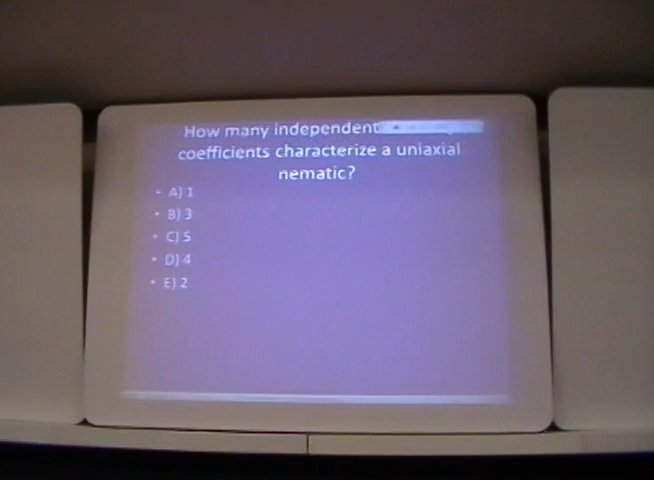 How many independent
coefficients characterize a uniaxial
nematic?
• A) 1
• B) 3
• C) 5
• D) 4
• E) 2